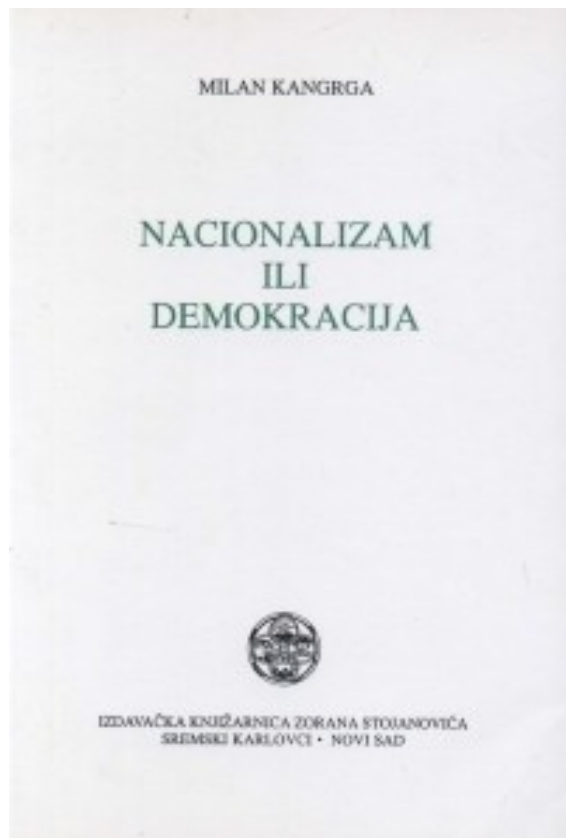 MILAN KANGRGA
NACIONALIZAM
ILI
DEMOKRACIJA
IZDAVAČKA KNJIŽARNICA ZORANA STOJANOVIĆA
SREMSKI KARLOVCI • NOVI SAD